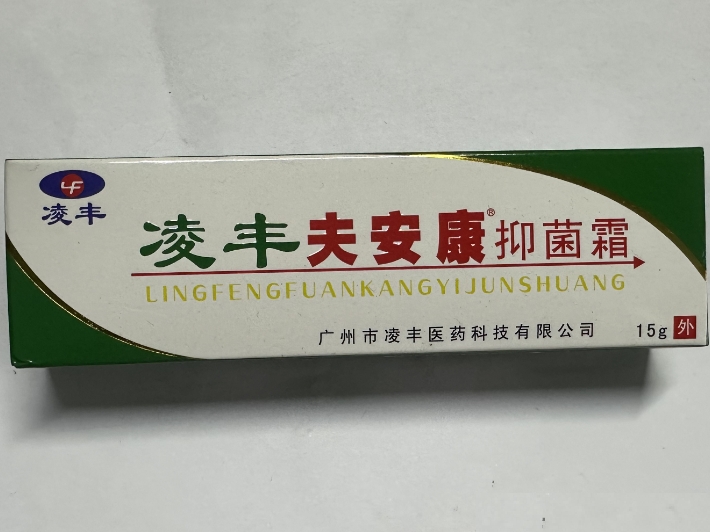 LF
凌丰
凌丰夫安康®抑菌霜
LINGFENGFUANKANGYIJUNSHUANG
广州市凌丰医药科技有限公司 15g 外